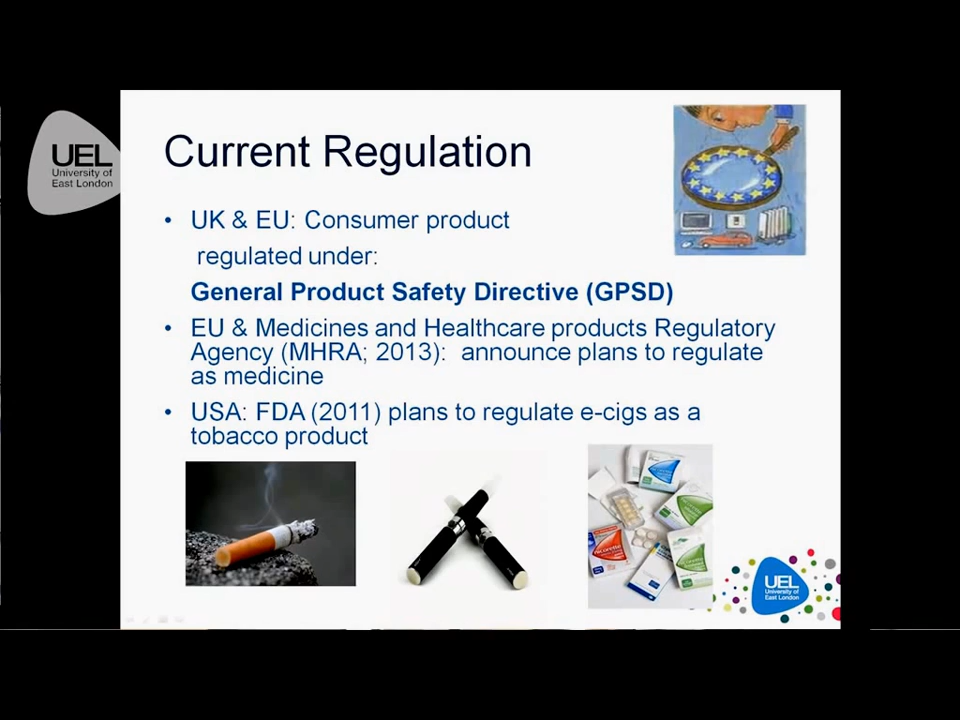 UEL
University of
East London
Current Regulation
• UK & EU: Consumer product
regulated under:
General Product Safety Directive (GPSD)
• EU & Medicines and Healthcare products Regulatory
Agency (MHRA; 2013): announce plans to regulate
as medicine
• USA: FDA (2011) plans to regulate e-cigs as a
tobacco product
UEL
University of
East London